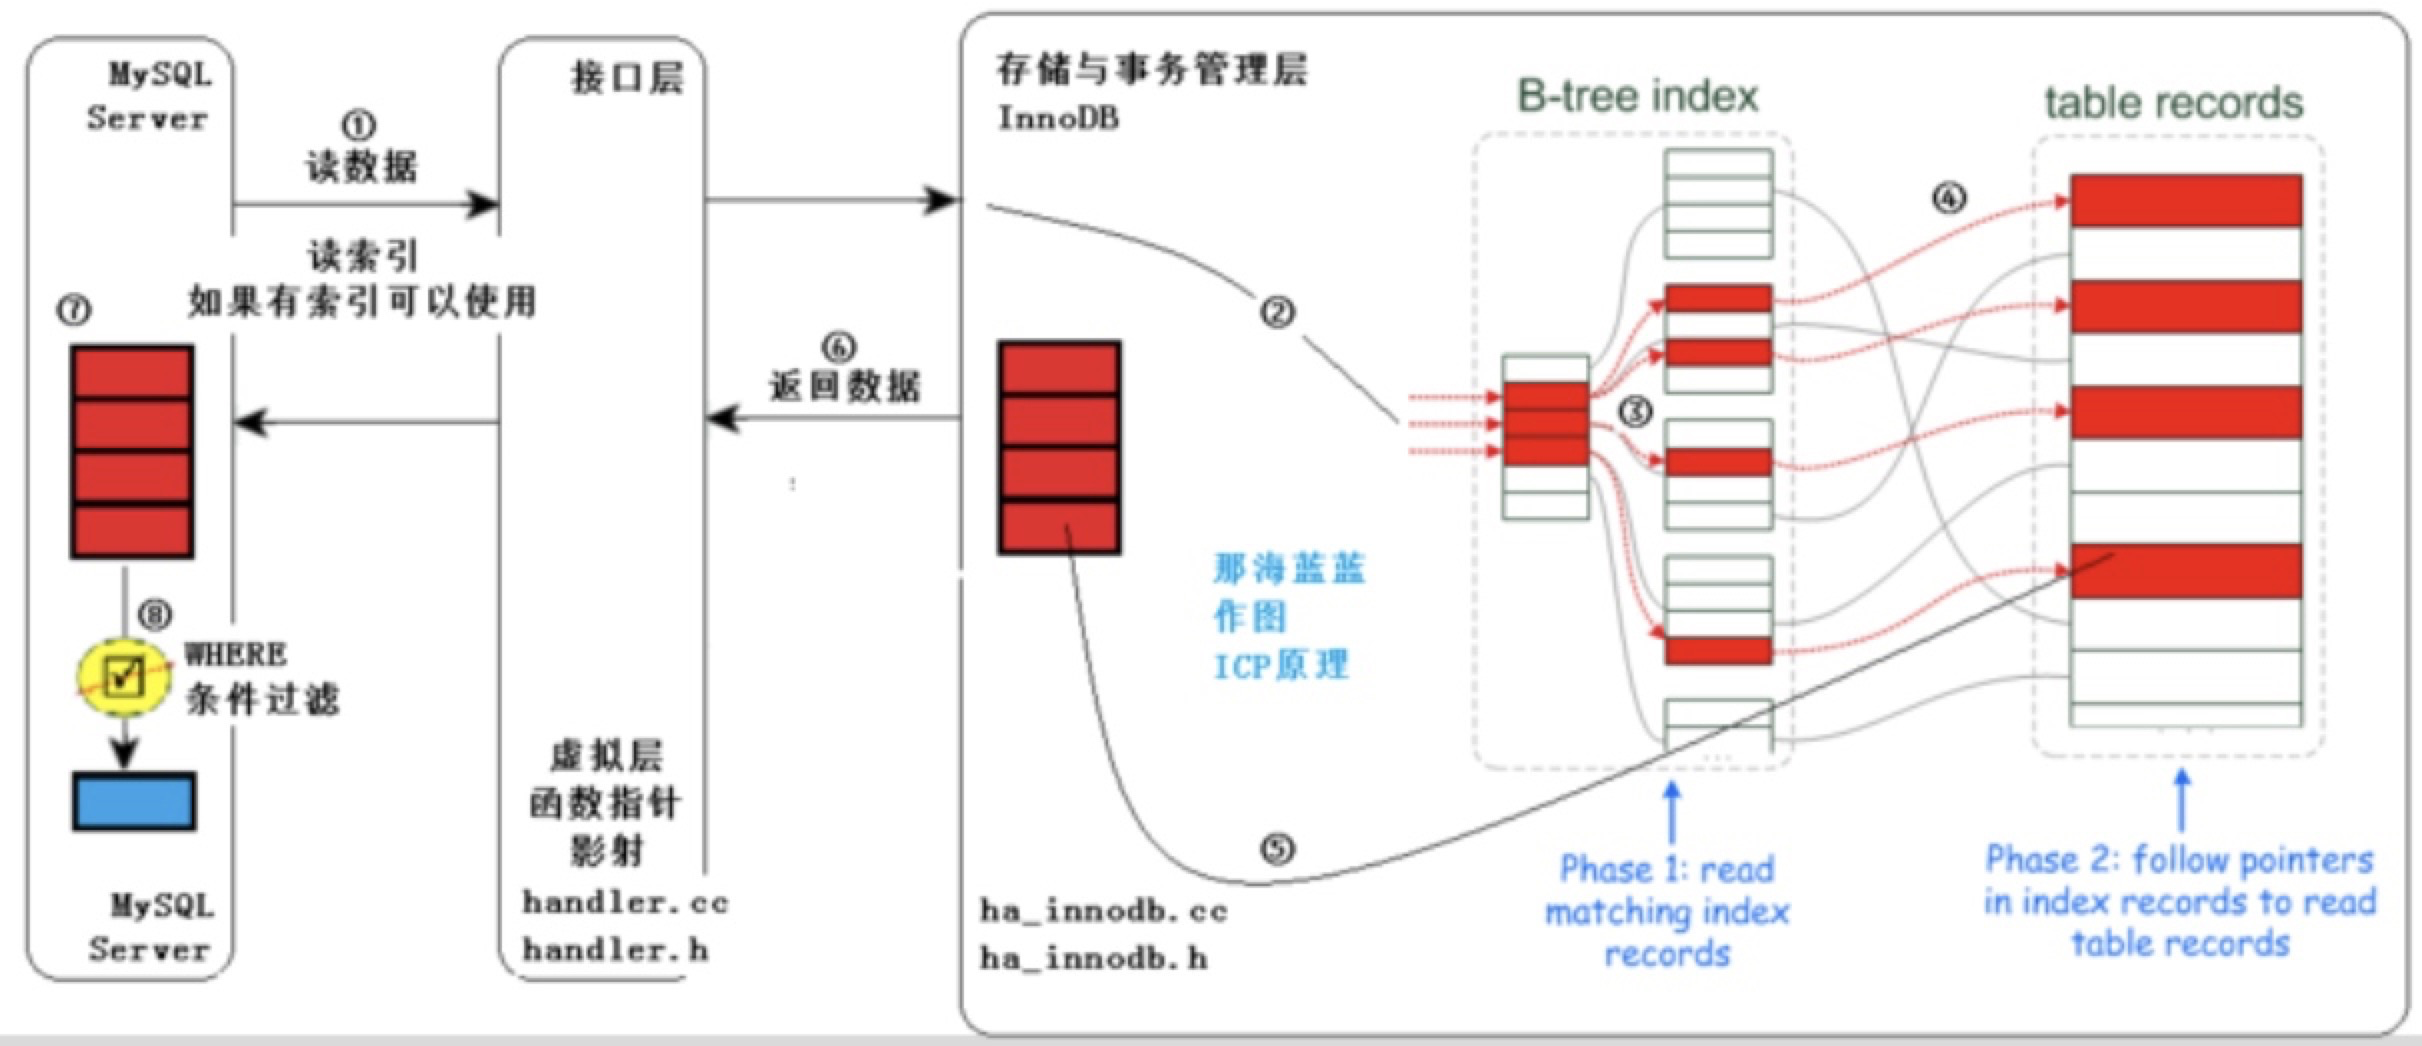 MySQL
Server
①
读数据
读索引
如果有索引可以使用
⑦
⑧
WHERE
条件过滤
MySQL
Server
接口层
⑥
返回数据
虚拟层
函数指针
影射
handler.cc
handler.h
存储与事务管理层
InnoDB
②
那海蓝蓝
作图
ICP原理
⑤
ha_innodb.cc
ha_innodb.h
B-tree index
③
...
Phase 1: read
matching index
records
table records
④
Phase 2: follow pointers
in index records to read
table records